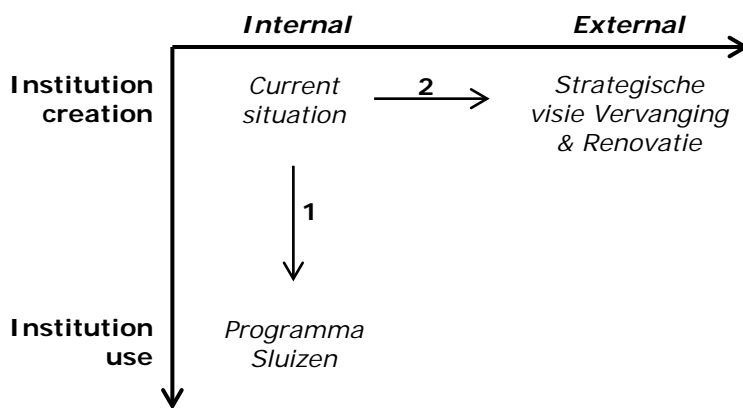 Internal External
Institution creation
Current situation
2
Strategische visie Vervanging & Renovatie
1
Institution use
Programma Sluizen